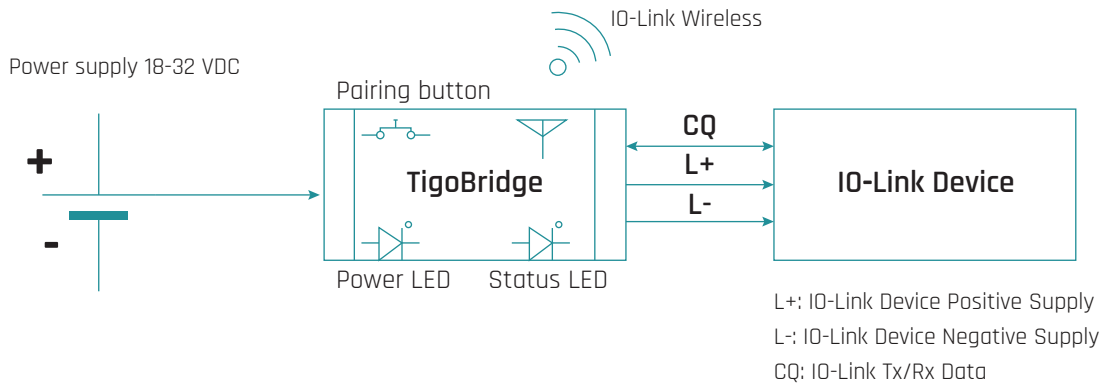 IO-Link Wireless
Power supply 18-32 VDC
Pairing button
+
-
TigoBridge
CQ
L+
L-
IO-Link Device
Power LED
Status LED
L+: IO-Link Device Positive Supply
L-: IO-Link Device Negative Supply
CQ: IO-Link Tx/Rx Data